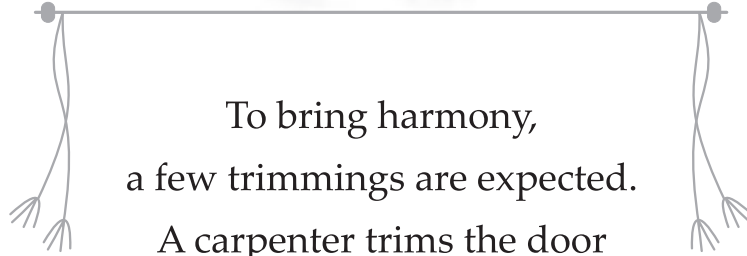 To bring harmony,
a few trimmings are expected.
A carpenter trims the door